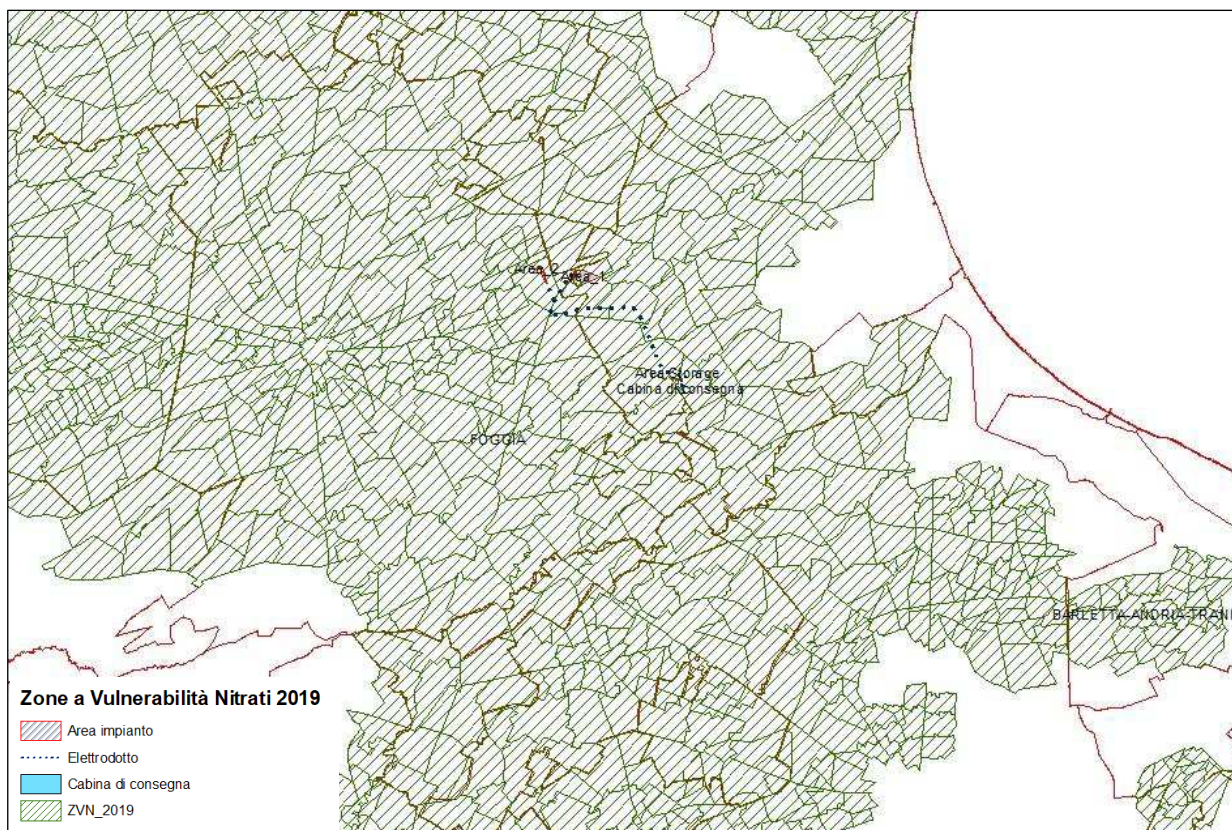 Area_2
Area_1
Area Storage
Cabina di consegna
FOGGIA
BARLETTA-ANDRIA-TRANI
Zone a Vulnerabilità Nitrati 2019
Area impianto
Elettrodotto
Cabina di consegna
ZVN_2019